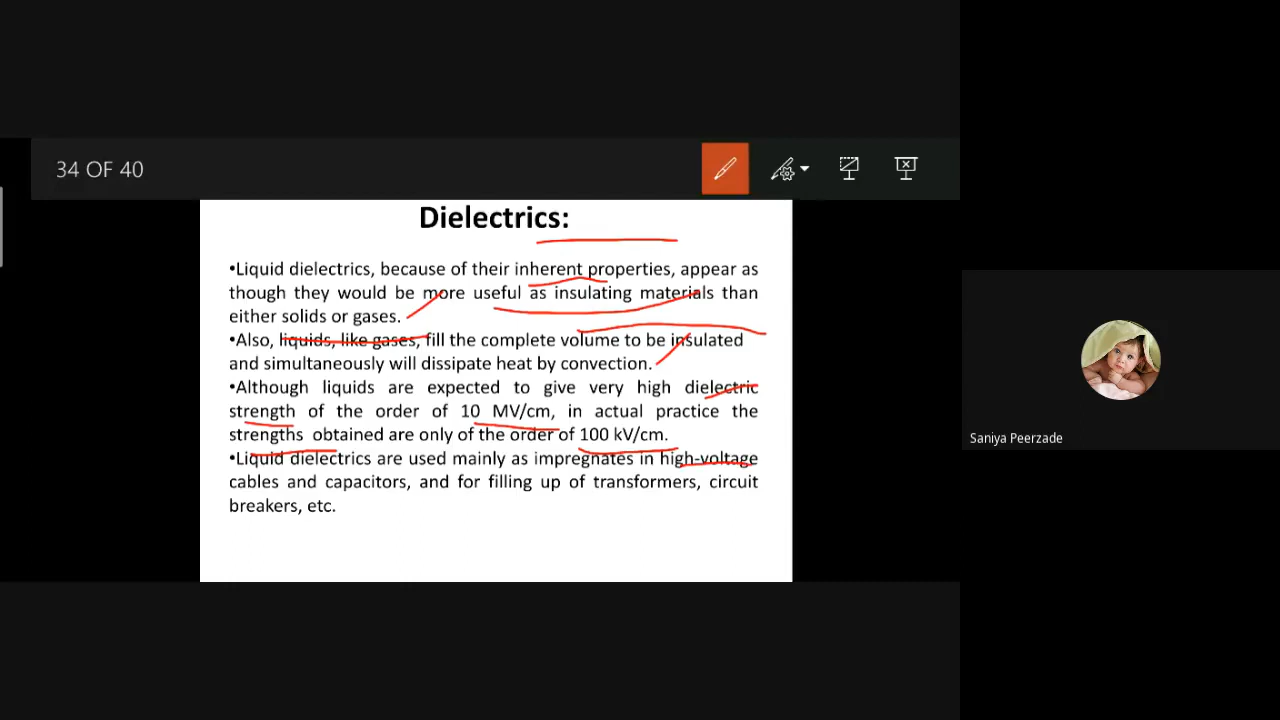 34 OF 40
Dielectrics:
•Liquid dielectrics, because of their inherent properties, appear as
though they would be more useful as insulating materials than
either solids or gases.
•Also, liquids, like gases, fill the complete volume to be insulated
and simultaneously will dissipate heat by convection.
•Although liquids are expected to give very high dielectric
strength of the order of 10 MV/cm, in actual practice the
strengths obtained are only of the order of 100 kV/cm.
•Liquid dielectrics are used mainly as impregnates in high-voltage
cables and capacitors, and for filling up of transformers, circuit
breakers, etc.
Saniya Peerzade